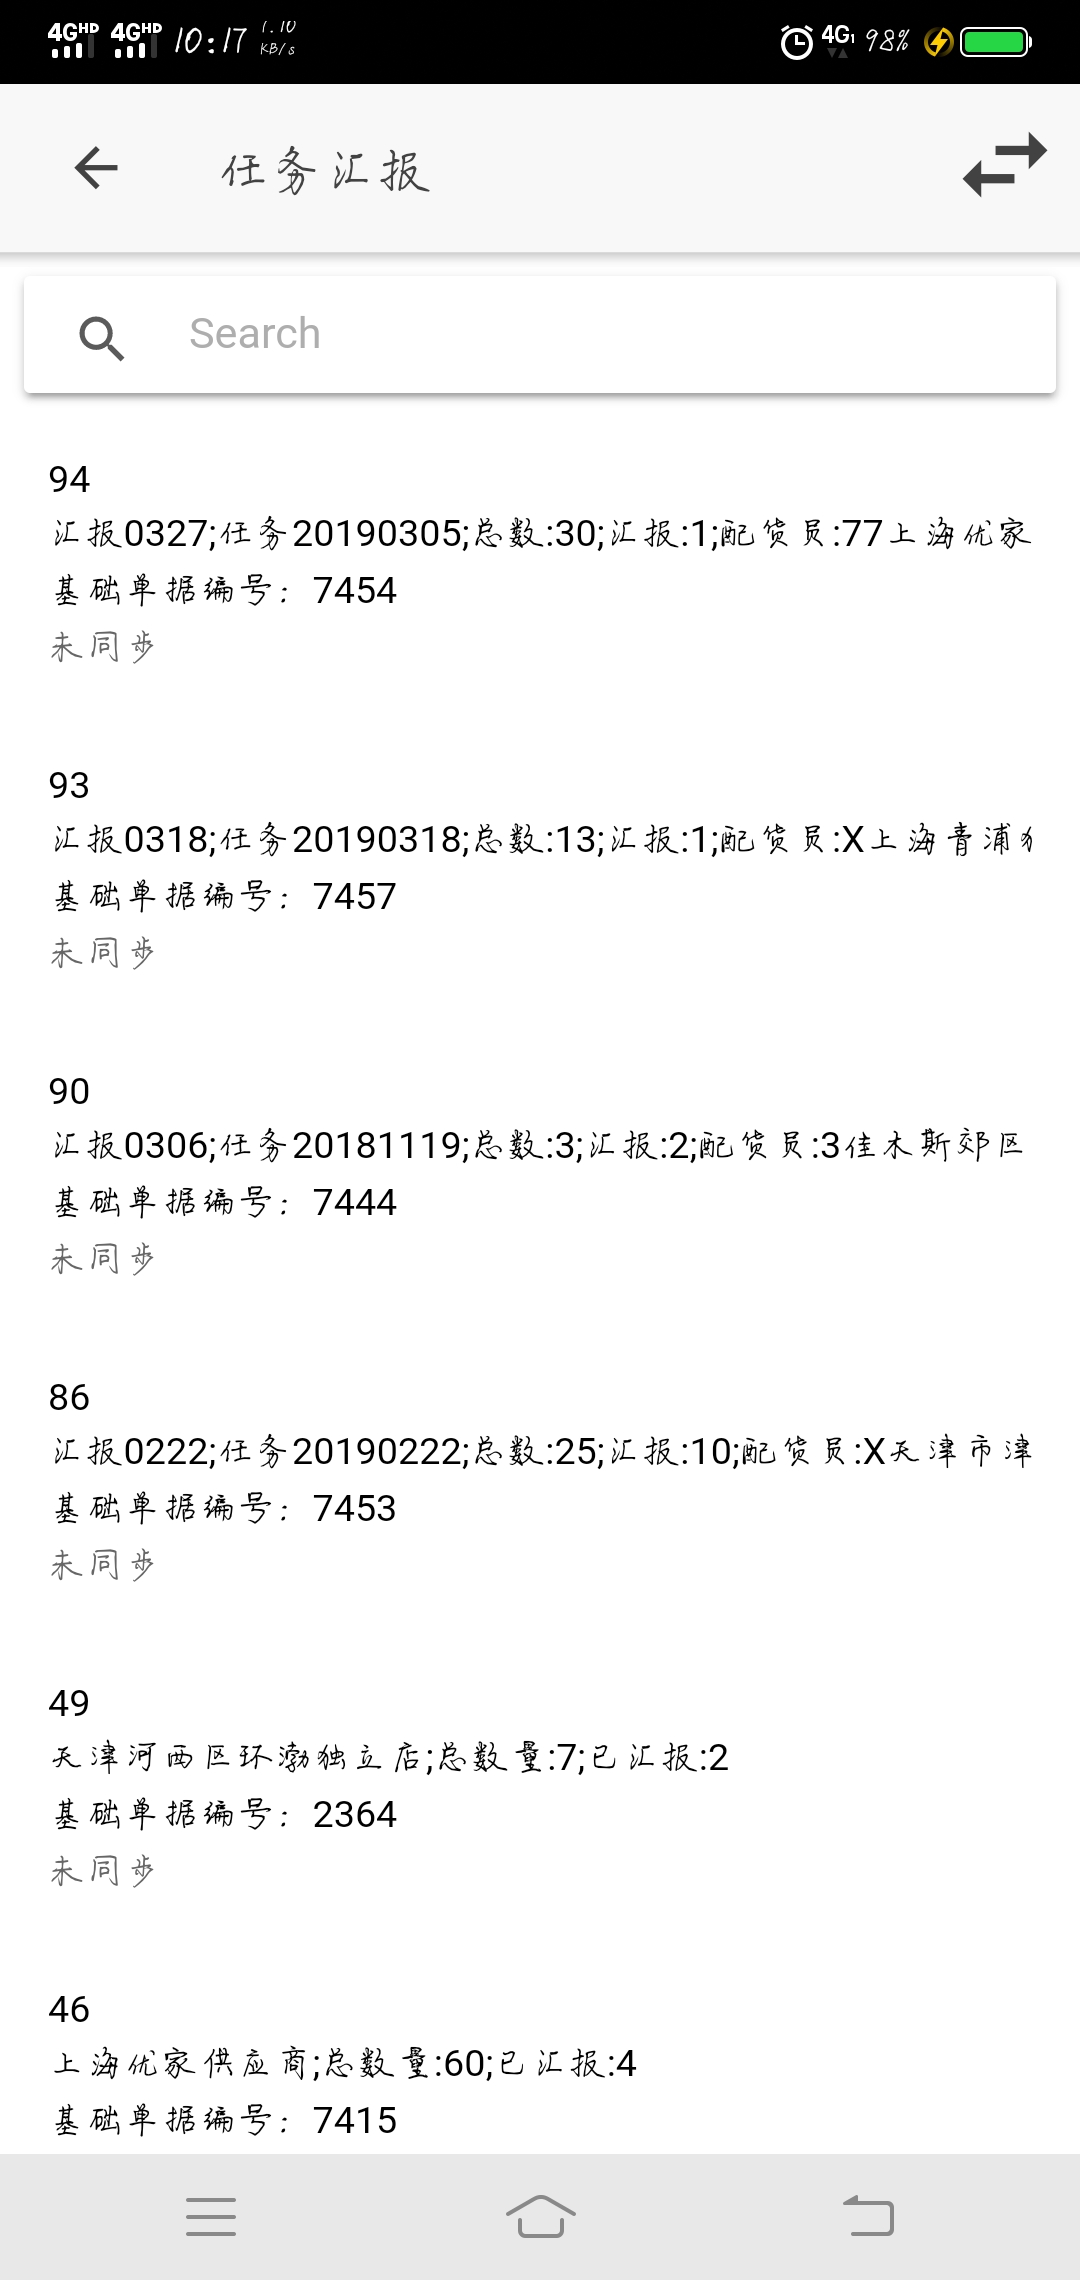 4GHD 4GHD 10:17 1.10 KB/s 4G1 98%
任务汇报
Search
94
汇报0327;任务20190305;总数:30;汇报:1;配货员:77上海优家
基础单据编号：7454
未同步
93
汇报0318;任务20190318;总数:13;汇报:1;配货员:X上海青浦
基础单据编号：7457
未同步
90
汇报0306;任务20181119;总数:3;汇报:2;配货员:3佳木斯郊区
基础单据编号：7444
未同步
86
汇报0222;任务20190222;总数:25;汇报:10;配货员:X天津市津
基础单据编号：7453
未同步
49
天津河西区环渤独立店;总数量:7;已汇报:2
基础单据编号：2364
未同步
46
上海优家供应商;总数量:60;已汇报:4
基础单据编号：7415